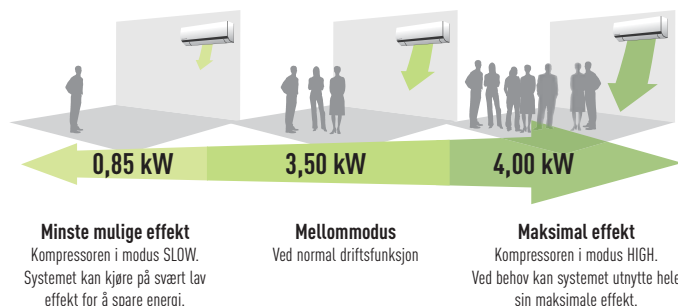 0,85 kW
3,50 kW
4,00 kW
Minste mulige effekt
Kompressoren i modus SLOW.
Systemet kan kjøre på svært lav
effekt for å spare energi.
Mellommodus
Ved normal driftsfunksjon
Maksimal effekt
Kompressoren i modus HIGH.
Ved behov kan systemet utnytte hele
sin maksimale effekt.